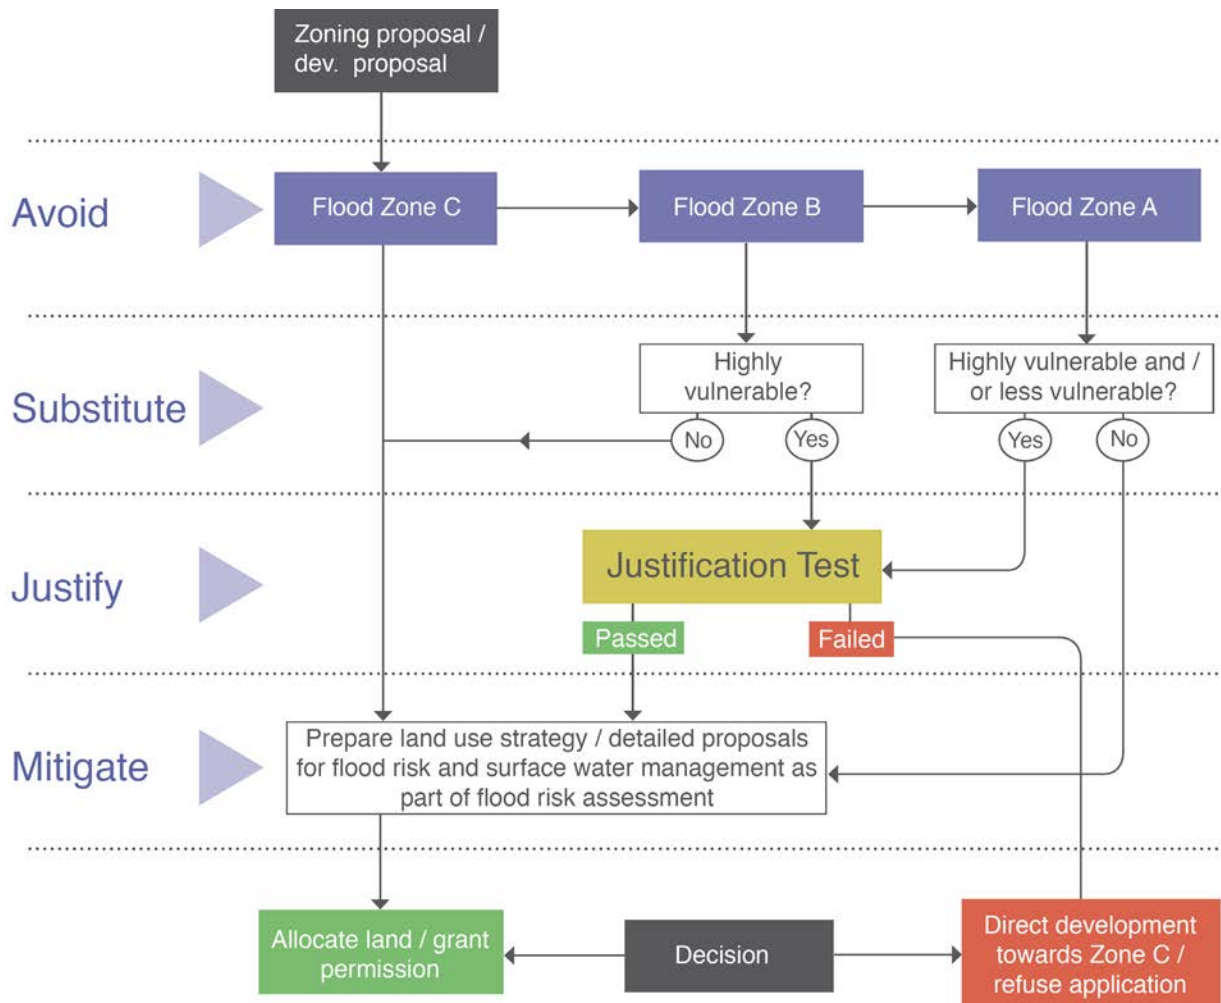 Zoning proposal /
dev. proposal
Avoid
Flood Zone C
Flood Zone B
Flood Zone A
Substitute
Highly
vulnerable?
Highly vulnerable and /
or less vulnerable?
No
Yes
Yes
No
Justify
Justification Test
Passed
Failed
Mitigate
Prepare land use strategy / detailed proposals
for flood risk and surface water management as
part of flood risk assessment
Allocate land / grant
permission
Decision
Direct development
towards Zone C /
refuse application